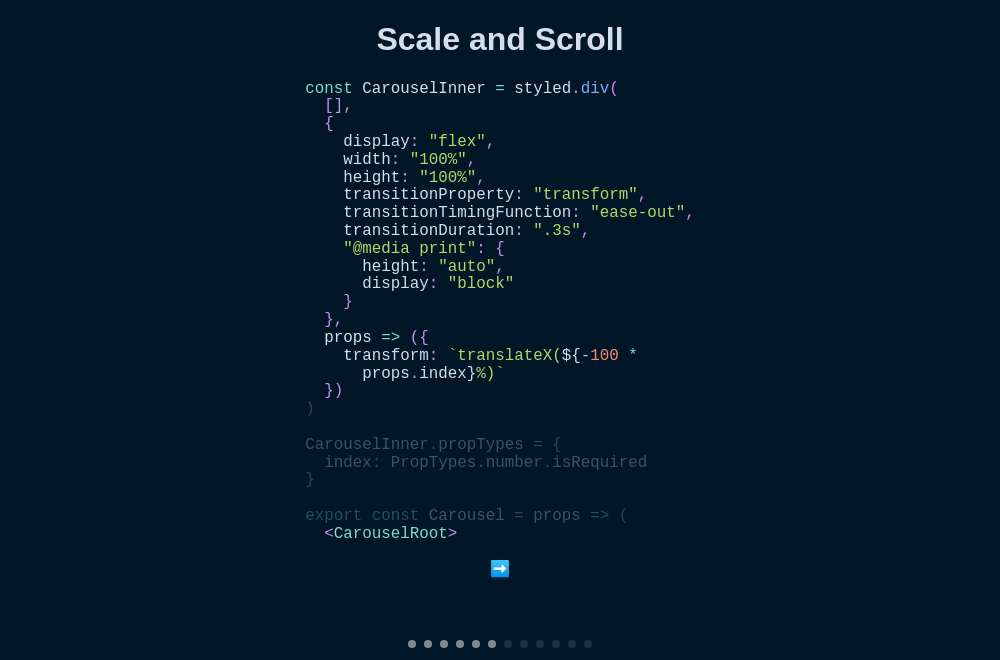 Scale and Scroll
const CarouselInner = styled.div(
  [],
  {
    display: "flex",
    width: "100%",
    height: "100%",
    transitionProperty: "transform",
    transitionTimingFunction: "ease-out",
    transitionDuration: ".3s",
    "@media print": {
      height: "auto",
      display: "block"
    }
  },
  props => ({
    transform: `translateX(${-100 *
      props.index}%)`
  })
)
CarouselInner.propTypes = {
  index: PropTypes.number.isRequired
}
export const Carousel = props => (
  <CarouselRoot>